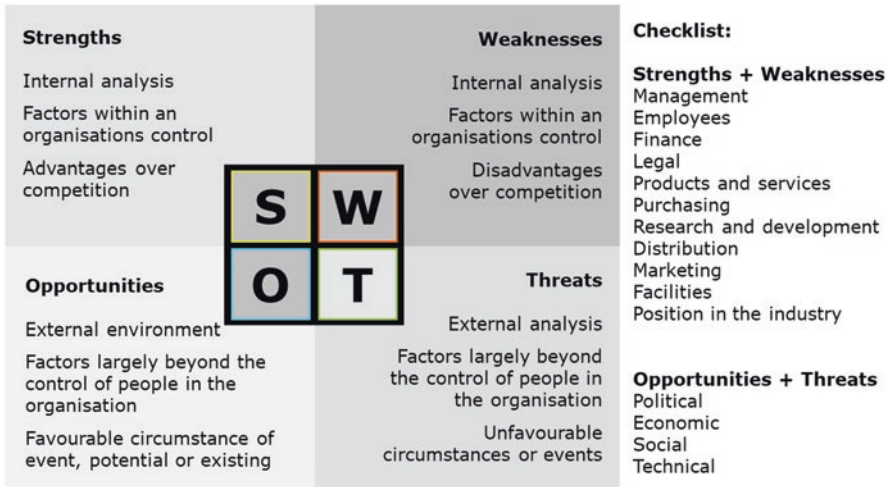 Strengths
Internal analysis
Factors within an
organisations control
Advantages over
competition
Weaknesses
Internal analysis
Factors within an
organisations control
Disadvantages
over competition
S
W
O
T
Opportunities
External environment
Factors largely beyond the
control of people in the
organisation
Favourable circumstance of
event, potential or existing
Threats
External analysis
Factors largely beyond
the control of people in
the organisation
Unfavourable
circumstances or events
Checklist:
Strengths + Weaknesses
Management
Employees
Finance
Legal
Products and services
Purchasing
Research and development
Distribution
Marketing
Facilities
Position in the industry
Opportunities + Threats
Political
Economic
Social
Technical